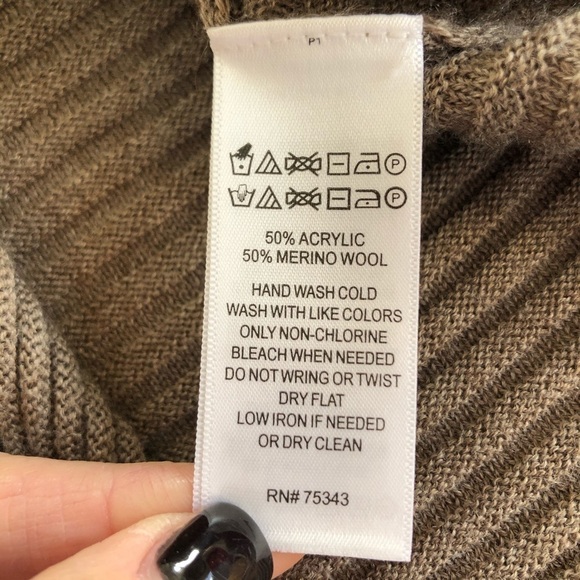 P1
P
P
50% ACRYLIC
50% MERINO WOOL
HAND WASH COLD
WASH WITH LIKE COLORS
ONLY NON-CHLORINE
BLEACH WHEN NEEDED
DO NOT WRING OR TWIST
DRY FLAT
LOW IRON IF NEEDED
OR DRY CLEAN
RN# 75343